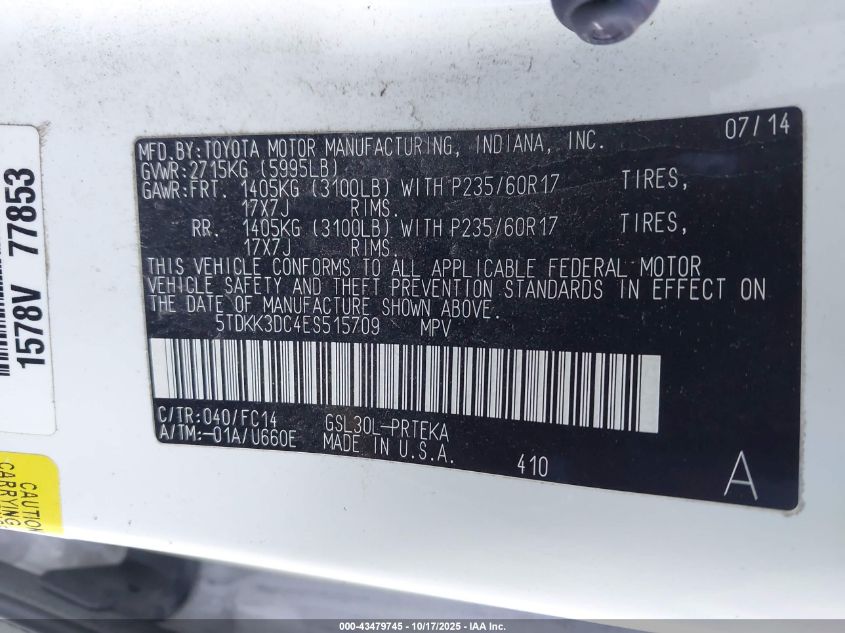 MFD.BY:TOYOTA MOTOR MANUFACTURING, INDIANA, INC. 07/14
GVWR:2715KG (5995LB)
GAWR:FRT. 1405KG (3100LB) WITH P235/60R17 TIRES,
17X7J RIMS.
RR. 1405KG (3100LB) WITH P235/60R17 TIRES,
17X7J RIMS.
THIS VEHICLE CONFORMS TO ALL APPLICABLE FEDERAL MOTOR
VEHICLE SAFETY AND THEFT PREVENTION STANDARDS IN EFFECT ON
THE DATE OF MANUFACTURE SHOWN ABOVE.
5TDKK3DC4ES515709 MPV
C/TR:040/FC14 GSL30L-PRTEKA
A/TM:-01A/U660E MADE IN U.S.A.
410
A
1578V 77853
CAUTION
CARRYING
000-43479745 - 10/17/2025 - IAA Inc.